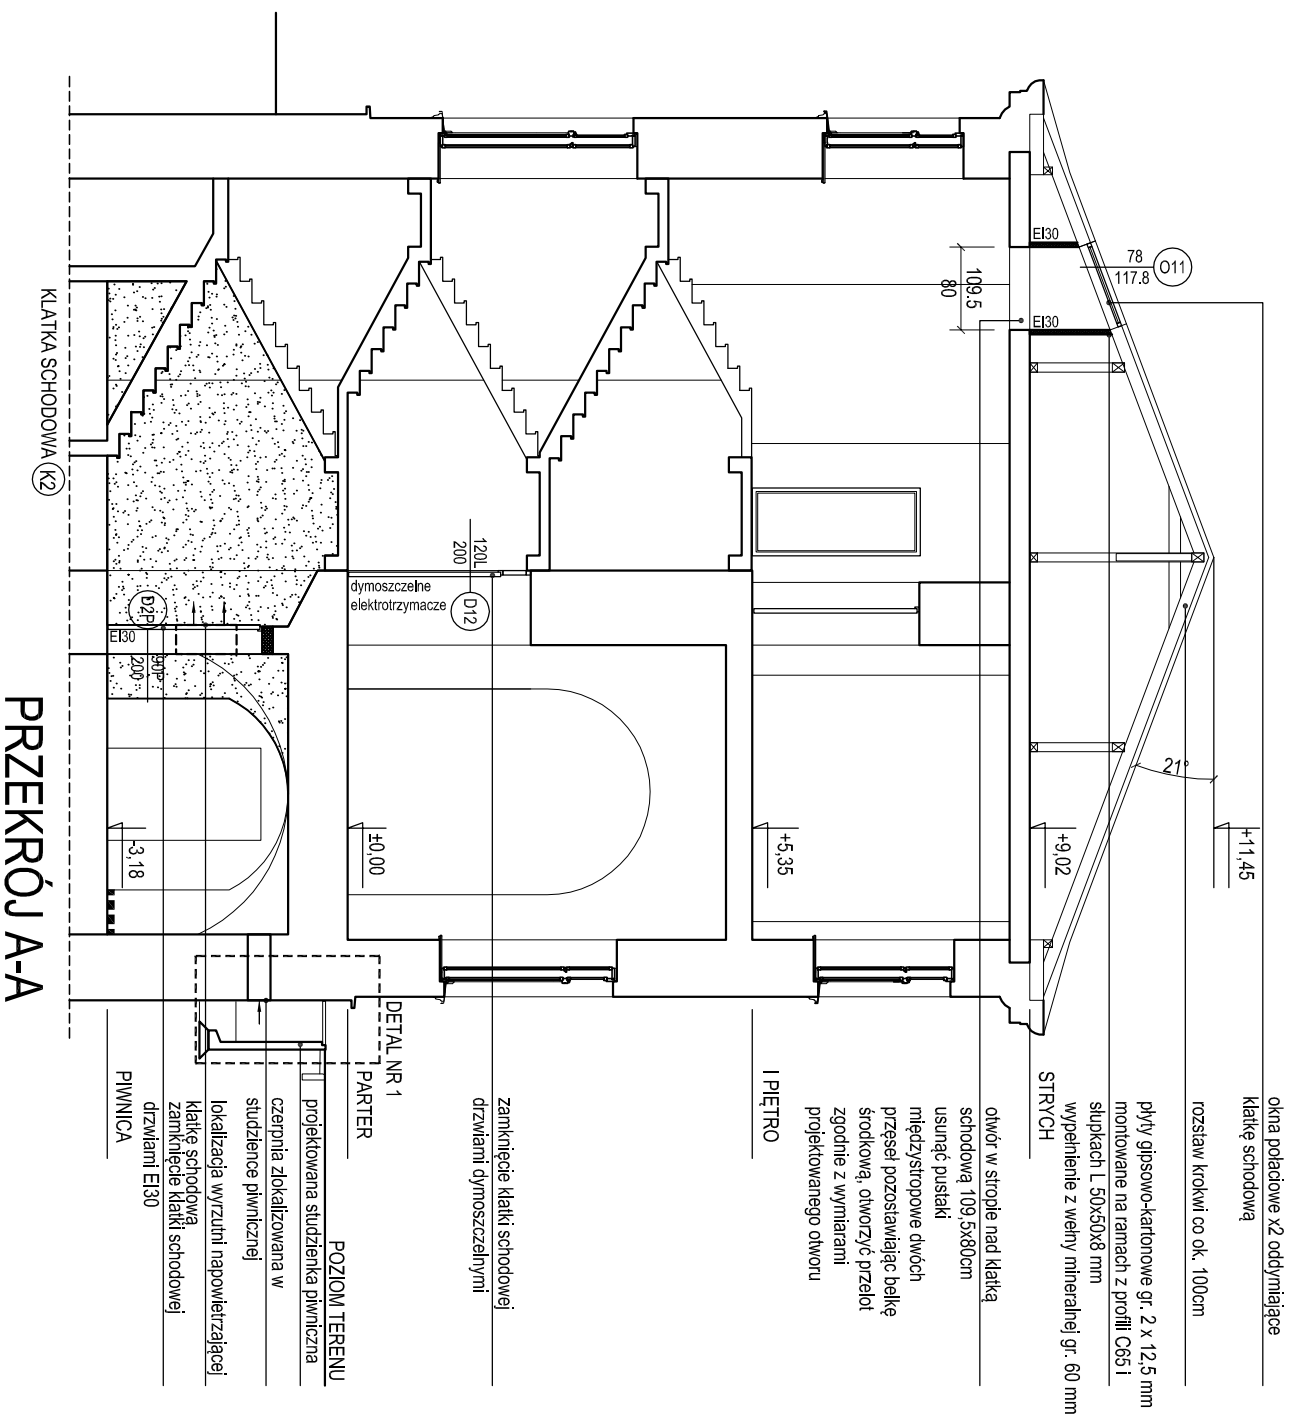 okna połaciowe x2 oddymiające
klatkę schodową
rozstaw krokwi co ok. 100cm
płyty gipsowo-kartonowe gr. 2 x 12,5 mm
montowane na ramach z profili C65 i
słupkach L 50x50x8 mm
wypełnienie z wełny mineralnej gr. 60 mm
STRYCH
otwór w stropie nad klatką
schodową 109,5x80cm
usunąć pustaki
międzystropowe dwóch
przęseł pozostawiając belkę
środkową, otworzyć przelot
zgodnie z wymiarami
projektowanego otworu
I PIĘTRO
zamknięcie klatki schodowej
drzwiami dymoszczelnymi
DETAL NR 1
PARTER
POZIOM TERENU
projektowana studzienka piwniczna
czerpnia zlokalizowana w
studzience piwnicznej
lokalizacja wyrzutni napowietrzającej
klatkę schodową
zamknięcie klatki schodowej
drzwiami EI30
PIWNICA
+11,45
21°
+9,02
+5,35
±0,00
-3,18
O11
78
117.8
EI30
EI30
109.5
80
120L
200
D12
dymoszczelne
elektrotrzymacze
D2P
90P
200
EI30
KLATKA SCHODOWA K2
PRZEKRÓJ A-A